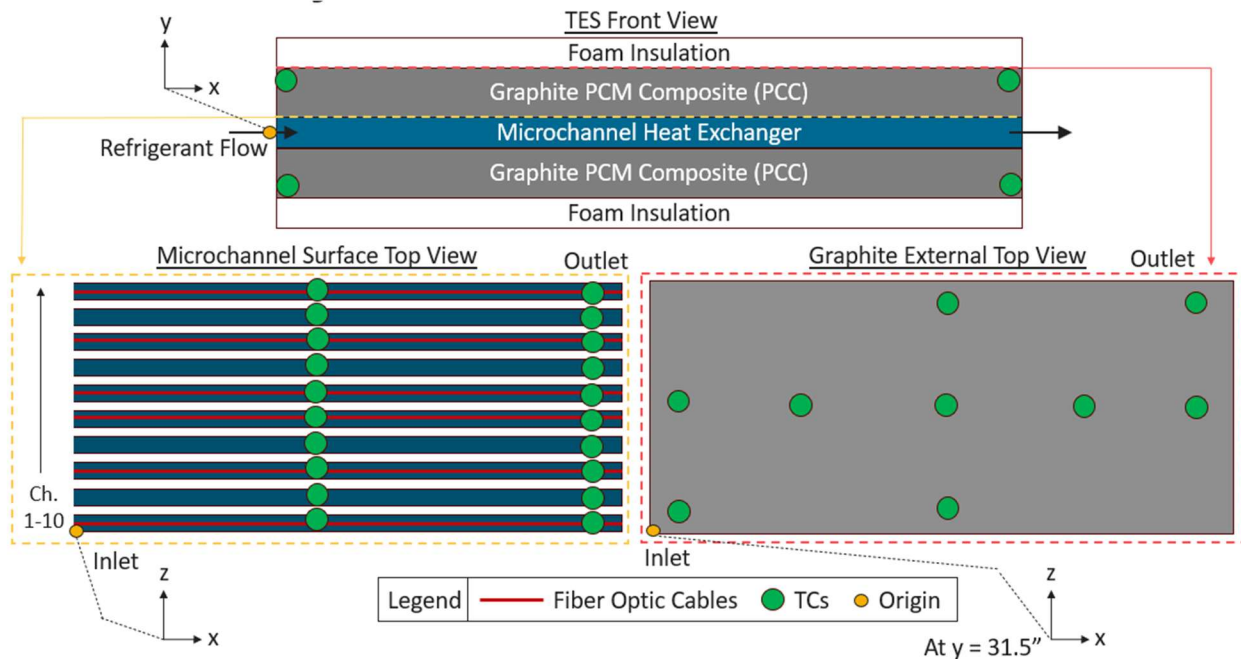 TES Front View
y
x
Foam Insulation
Graphite PCM Composite (PCC)
Microchannel Heat Exchanger
Refrigerant Flow
Graphite PCM Composite (PCC)
Foam Insulation
Microchannel Surface Top View
Outlet
Ch.
1-10
Inlet
z
x
Graphite External Top View
Outlet
Inlet
z
x
At y = 31.5”
Legend
Fiber Optic Cables
TCs
Origin